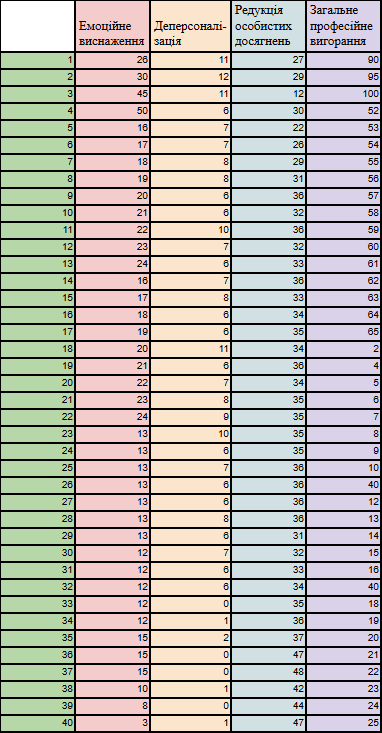 Емоційне виснаження Деперсоналі-зація Редукція особистих досягнень Загальне професійне вигорання
1 26 11 27 90
2 30 12 29 95
3 45 11 12 100
4 50 6 30 52
5 16 7 22 53
6 17 7 26 54
7 18 8 29 55
8 19 8 31 56
9 20 6 36 57
10 21 6 32 58
11 22 10 36 59
12 23 7 32 60
13 24 6 33 61
14 16 7 36 62
15 17 8 33 63
16 18 6 34 64
17 19 6 35 65
18 20 11 34 2
19 21 6 36 4
20 22 7 34 5
21 23 8 35 6
22 24 9 35 7
23 13 10 35 8
24 13 6 35 9
25 13 7 36 10
26 13 6 36 40
27 13 6 36 12
28 13 8 36 13
29 13 6 31 14
30 12 7 32 15
31 12 6 33 16
32 12 6 34 40
33 12 0 35 18
34 12 1 36 19
35 15 2 37 20
36 15 0 47 21
37 15 0 48 22
38 10 1 42 23
39 8 0 44 24
40 3 1 47 25